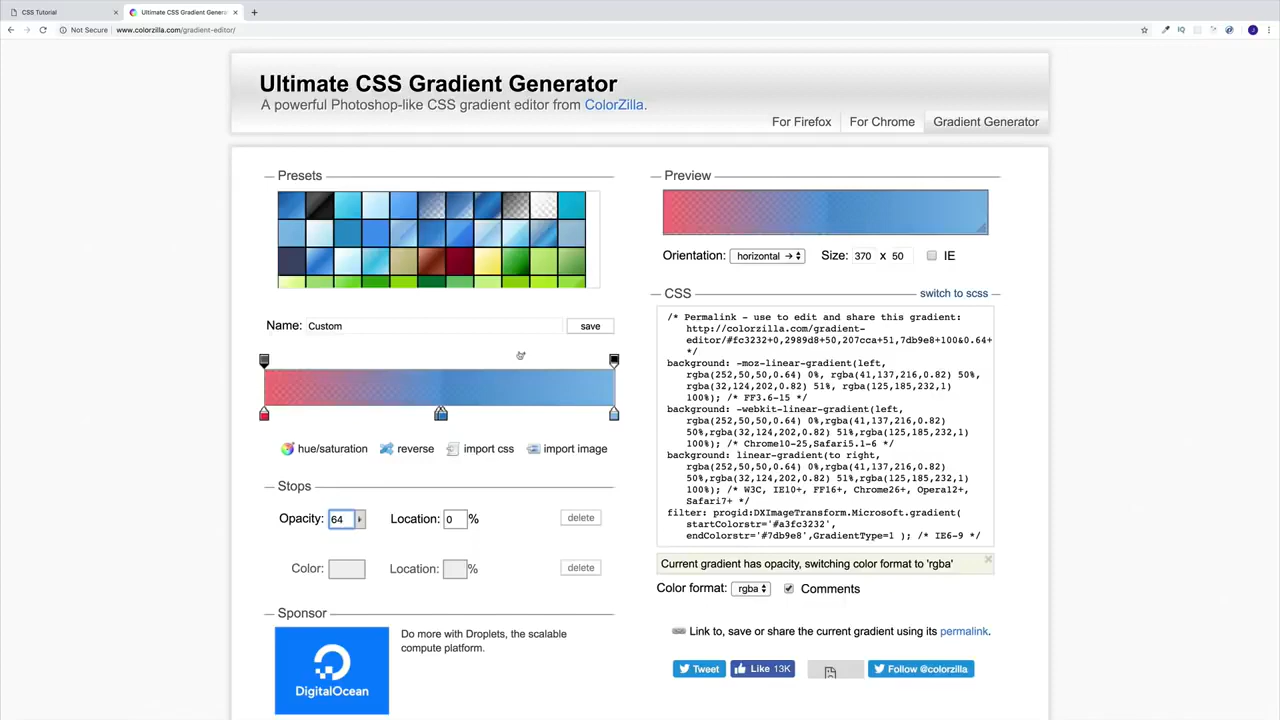 CSS Tutorial
Ultimate CSS Gradient Generat
Not Secure
www.colorzilla.com/gradient-editor/
Ultimate CSS Gradient Generator
A powerful Photoshop-like CSS gradient editor from ColorZilla.
For Firefox
For Chrome
Gradient Generator
Presets
Name: Custom
save
hue/saturation
reverse
import css
import image
Stops
Opacity: 64
Location: 0 %
delete
Color:
Location: %
delete
Sponsor
DigitalOcean
Do more with Droplets, the scalable
compute platform.
Preview
Orientation: horizontal →
Size: 370 x 50
IE
CSS
switch to scss
/* Permalink - use to edit and share this gradient:
http://colorzilla.com/gradient-
editor/#fc3232+0,2989d8+50,207cca+51,7db9e8+100&0.64+
*/
background: -moz-linear-gradient(left,
rgba(252,50,50,0.64) 0%, rgba(41,137,216,0.82) 50%,
rgba(32,124,202,0.82) 51%, rgba(125,185,232,1)
100%); /* FF3.6-15 */
background: -webkit-linear-gradient(left,
rgba(252,50,50,0.64) 0%,rgba(41,137,216,0.82)
50%,rgba(32,124,202,0.82) 51%,rgba(125,185,232,1)
100%); /* Chrome10-25,Safari5.1-6 */
background: linear-gradient(to right,
rgba(252,50,50,0.64) 0%,rgba(41,137,216,0.82)
50%,rgba(32,124,202,0.82) 51%,rgba(125,185,232,1)
100%); /* W3C, IE10+, FF16+, Chrome26+, Opera12+,
Safari7+ */
filter: progid:DXImageTransform.Microsoft.gradient(
startColorstr='#a3fc3232',
endColorstr='#7db9e8',GradientType=1 ); /* IE6-9 */
Current gradient has opacity, switching color format to 'rgba'
Color format: rgba
Comments
Link to, save or share the current gradient using its permalink.
Tweet
Like 13K
Follow @colorzilla